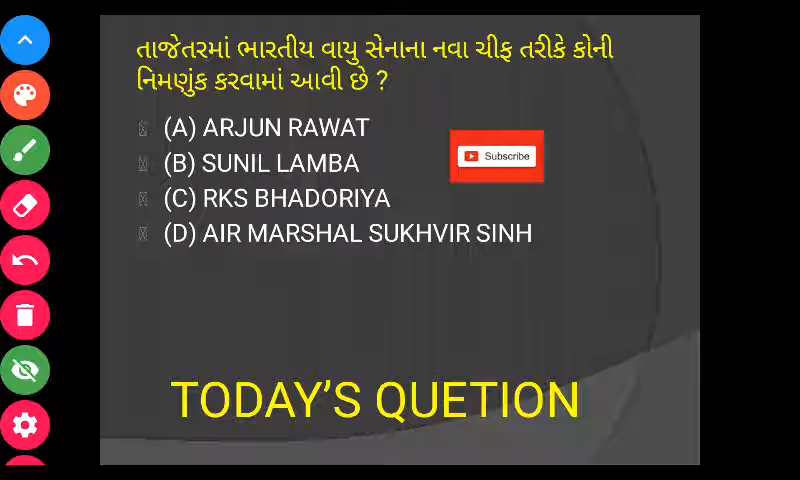 તાજેતરમાં ભારતીય વાયુ સેનાના નવા ચીફ તરીકે કોની
નિમણુંક કરવામાં આવી છે ?
(A) ARJUN RAWAT
(B) SUNIL LAMBA
Subscribe
(C) RKS BHADORIYA
(D) AIR MARSHAL SUKHVIR SINH
TODAY’S QUETION